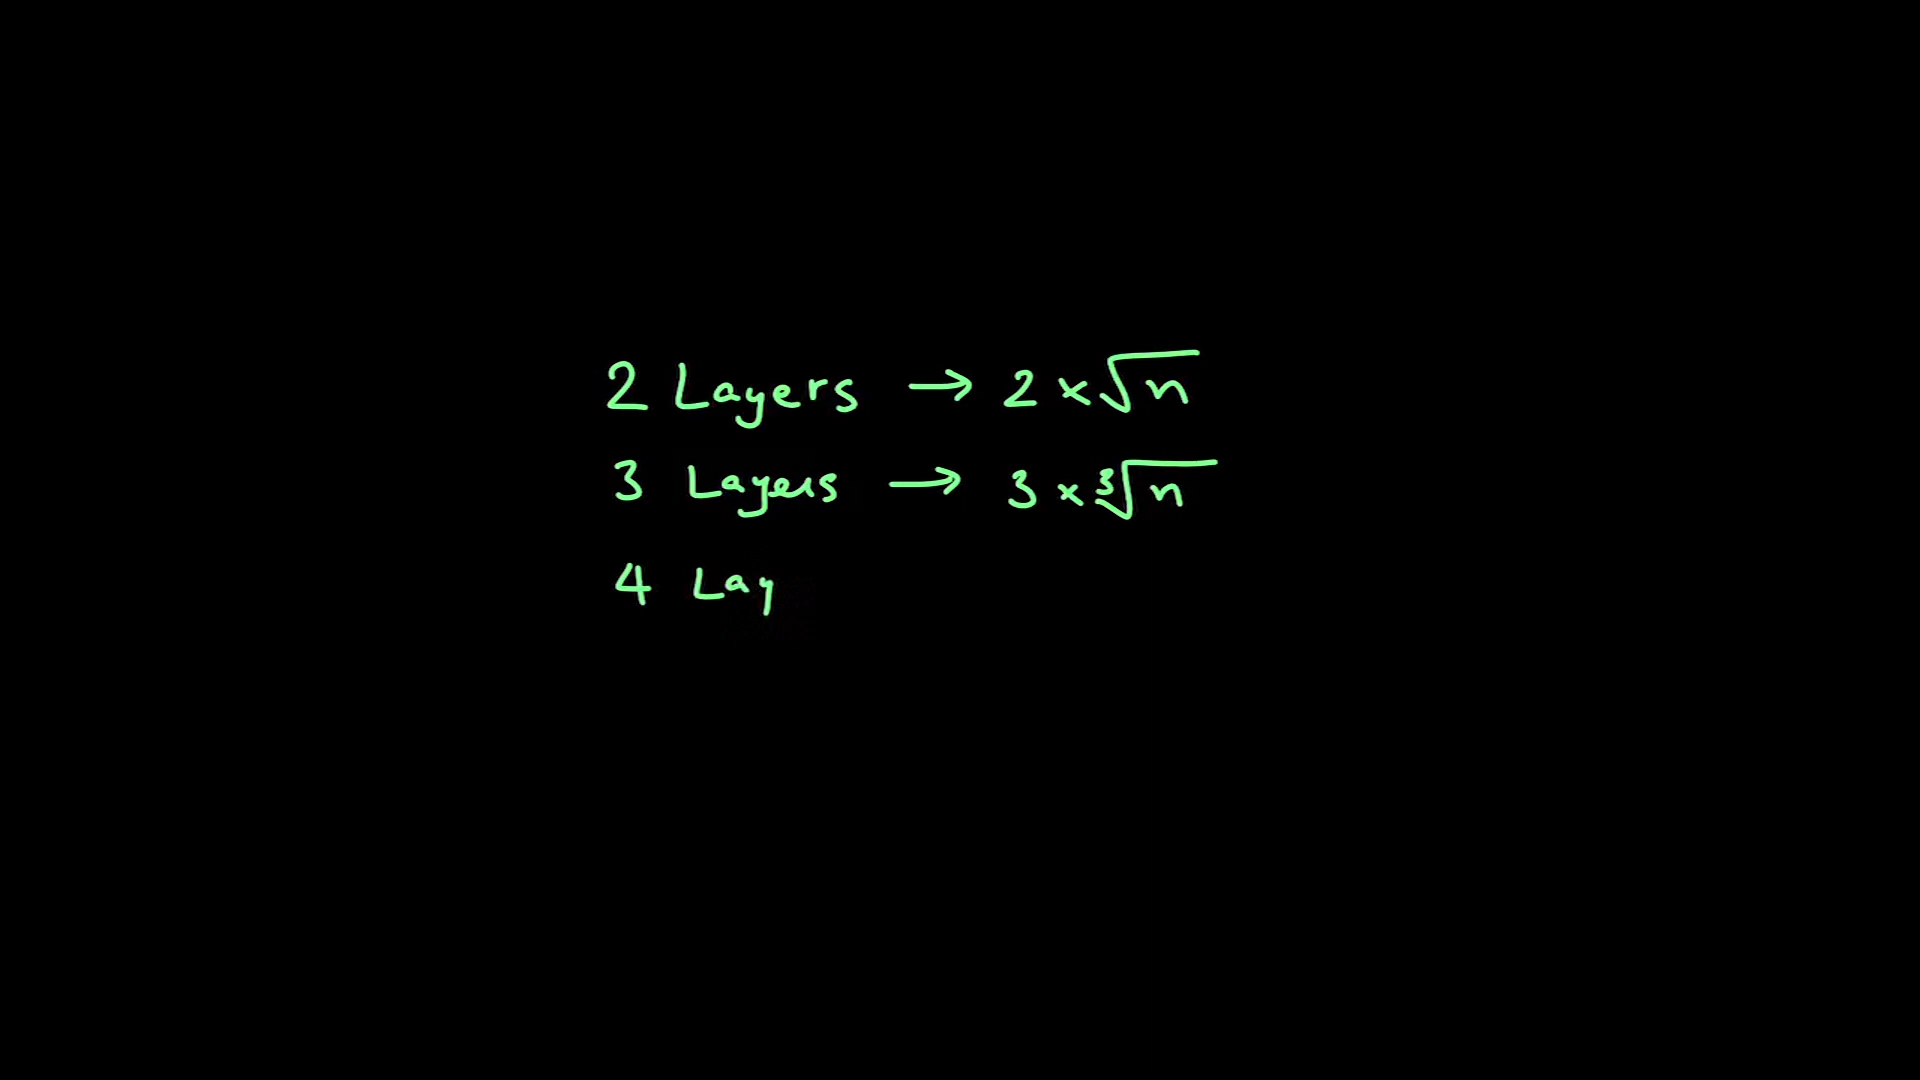 2 Layers → 2 × √n
3 Layers → 3 × ∛n
4 Lay